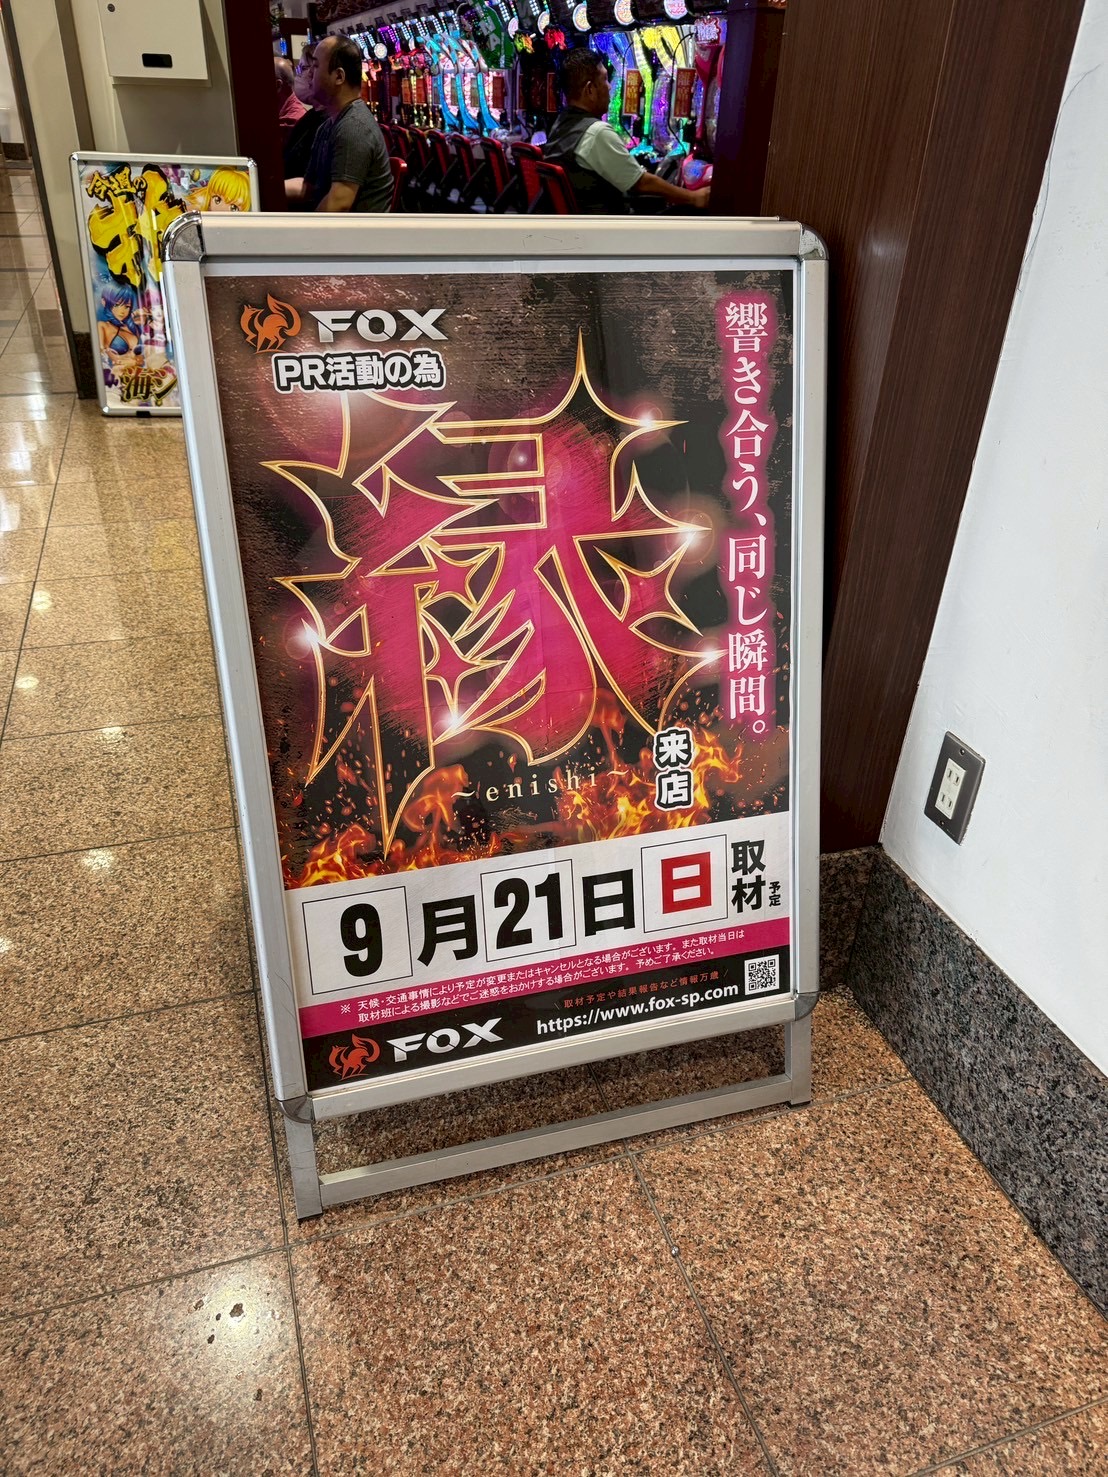 今週の
海
FOX
PR活動の為
縁
~enishi~
来店
響き合う、同じ瞬間。
9月21日 日 取材予定
※ 天候・交通事情により予定が変更またはキャンセルとなる場合がございます。また取材当日は
取材班による撮影などでご迷惑をおかけする場合がございます。予めご了承ください。
取材予定や結果報告など情報万歳
FOX
https://www.fox-sp.com